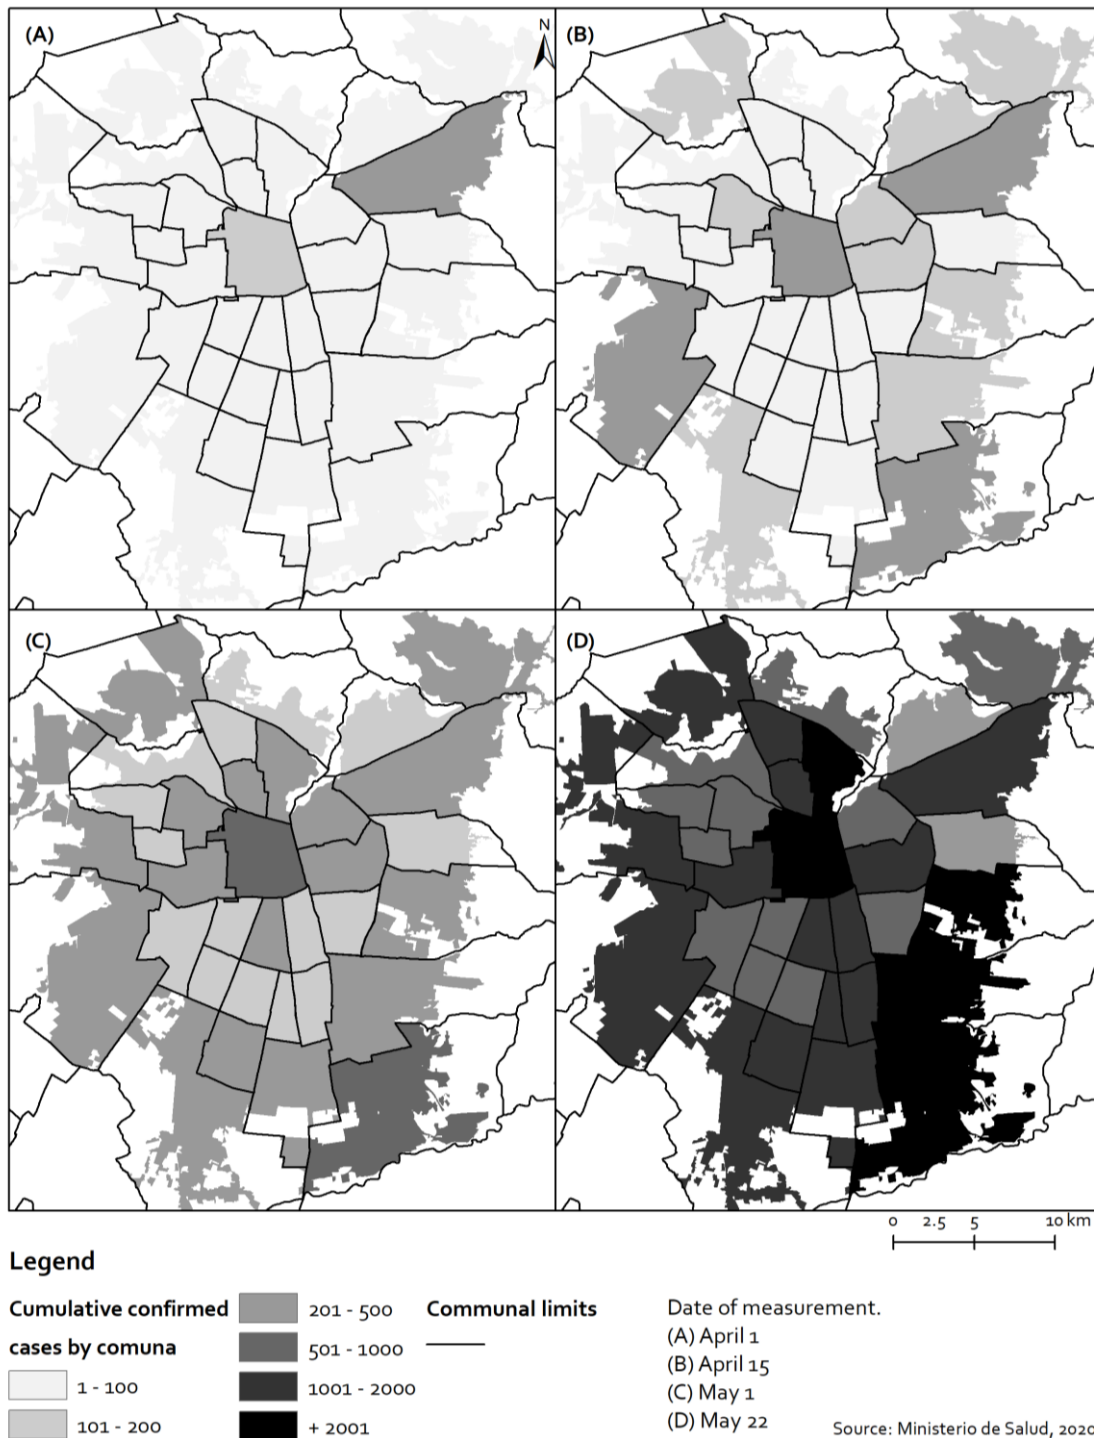 (A)
N
(B)
(C)
(D)
0 2.5 5 10 km
Legend
Cumulative confirmed
cases by comuna
1 - 100
101 - 200
201 - 500
501 - 1000
1001 - 2000
+ 2001
Communal limits
Date of measurement.
(A) April 1
(B) April 15
(C) May 1
(D) May 22
Source: Ministerio de Salud, 2020